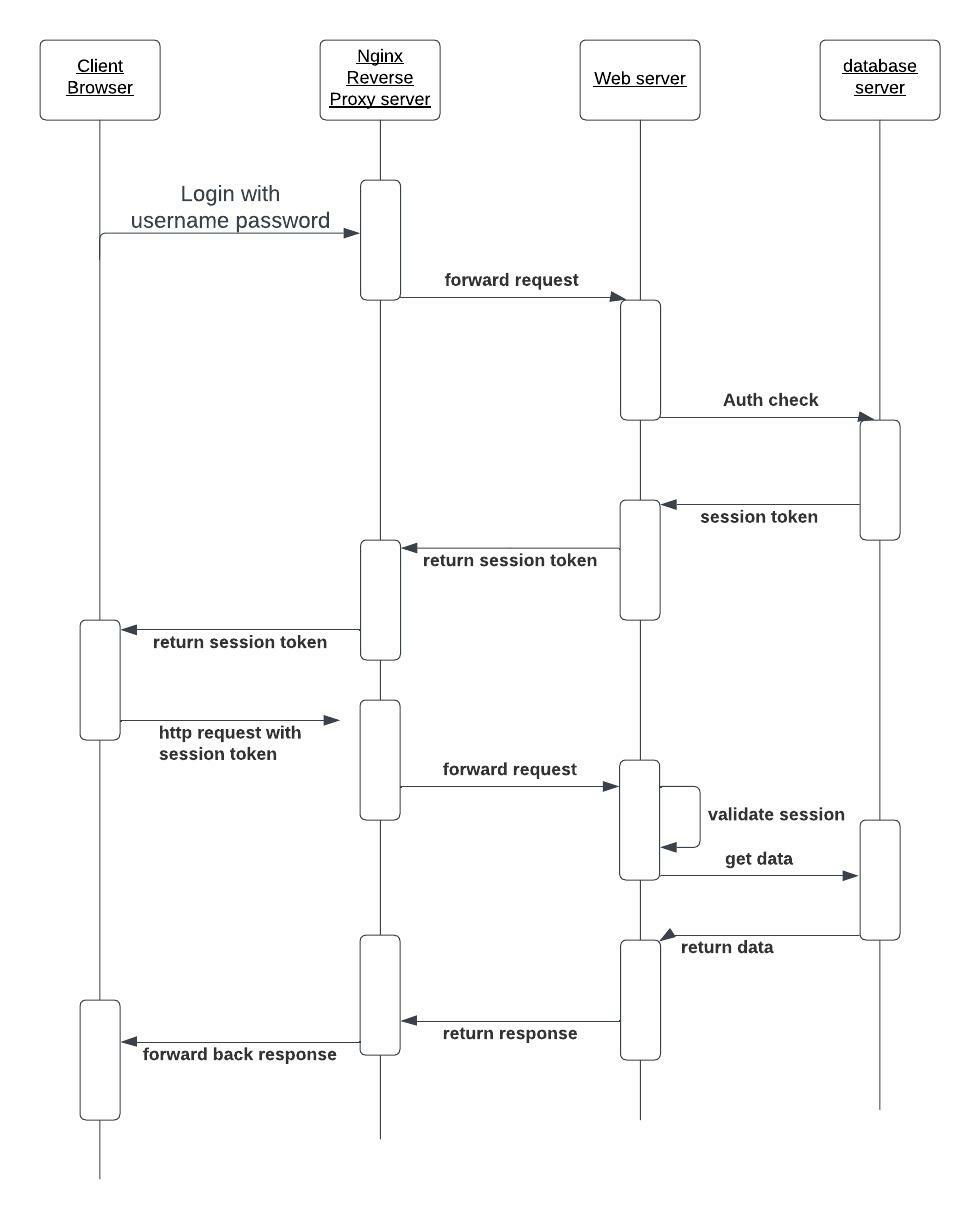 Client
Browser
Nginx
Reverse
Proxy server
Web server
database
server
Login with
username password
forward request
Auth check
session token
return session token
return session token
http request with
session token
forward request
validate session
get data
return data
return response
forward back response